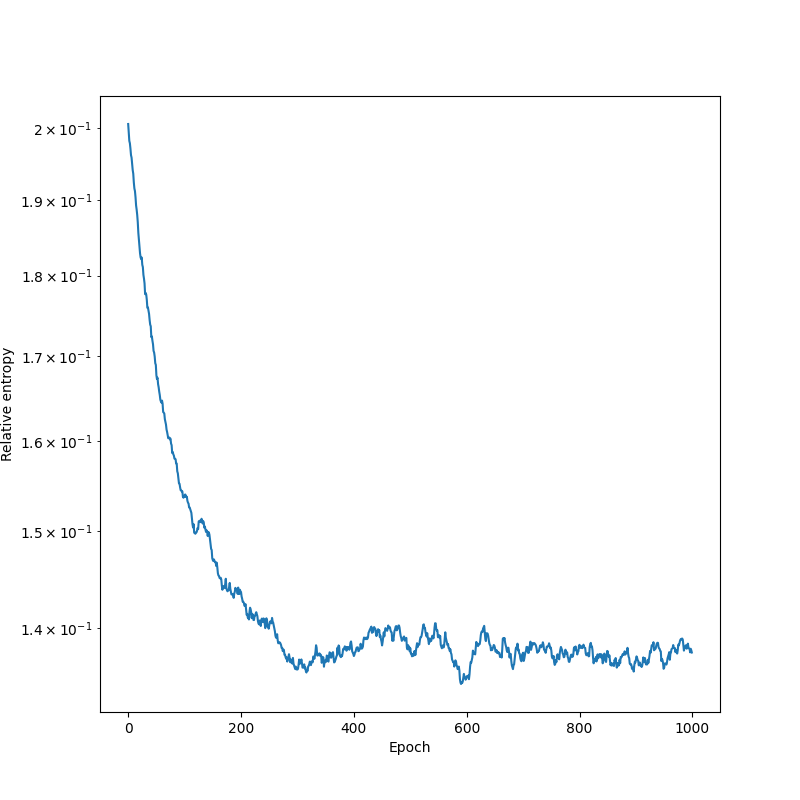 2 × 10⁻¹
1.9 × 10⁻¹
1.8 × 10⁻¹
1.7 × 10⁻¹
1.6 × 10⁻¹
1.5 × 10⁻¹
1.4 × 10⁻¹
Relative entropy
0 200 400 600 800 1000
Epoch